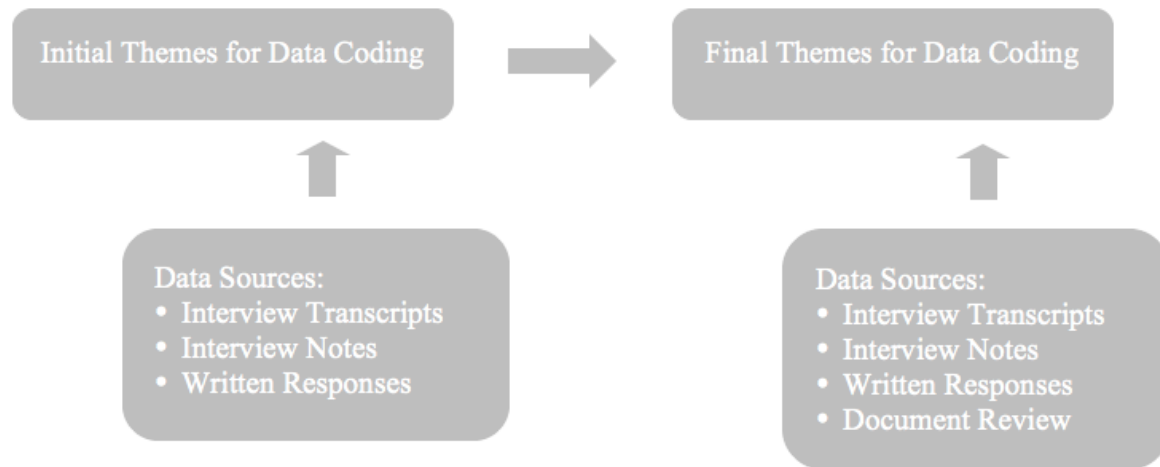 Initial Themes for Data Coding
Final Themes for Data Coding
Data Sources:
• Interview Transcripts
• Interview Notes
• Written Responses
Data Sources:
• Interview Transcripts
• Interview Notes
• Written Responses
• Document Review